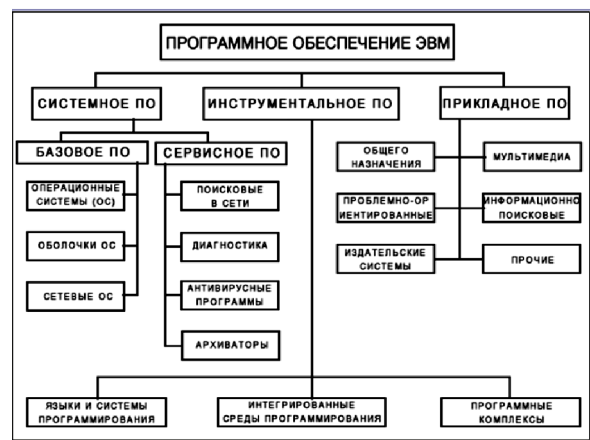 ПРОГРАММНОЕ ОБЕСПЕЧЕНИЕ ЭВМ
СИСТЕМНОЕ ПО
ИНСТРУМЕНТАЛЬНОЕ ПО
ПРИКЛАДНОЕ ПО
БАЗОВОЕ ПО
СЕРВИСНОЕ ПО
ОПЕРАЦИОННЫЕ
СИСТЕМЫ (ОС)
ОБОЛОЧКИ ОС
СЕТЕВЫЕ ОС
ПОИСКОВЫЕ
В СЕТИ
ДИАГНОСТИКА
АНТИВИРУСНЫЕ
ПРОГРАММЫ
АРХИВАТОРЫ
ОБЩЕГО
НАЗНАЧЕНИЯ
МУЛЬТИМЕДИА
ПРОБЛЕМНО-ОР
ИЕНТИРОВАННЫЕ
ИНФОРМАЦИОННО
ПОИСКОВЫЕ
ИЗДАТЕЛЬСКИЕ
СИСТЕМЫ
ПРОЧИЕ
ЯЗЫКИ И СИСТЕМЫ
ПРОГРАММИРОВАНИЯ
ИНТЕГРИРОВАННЫЕ
СРЕДЫ ПРОГРАММИРОВАНИЯ
ПРОГРАММНЫЕ
КОМПЛЕКСЫ